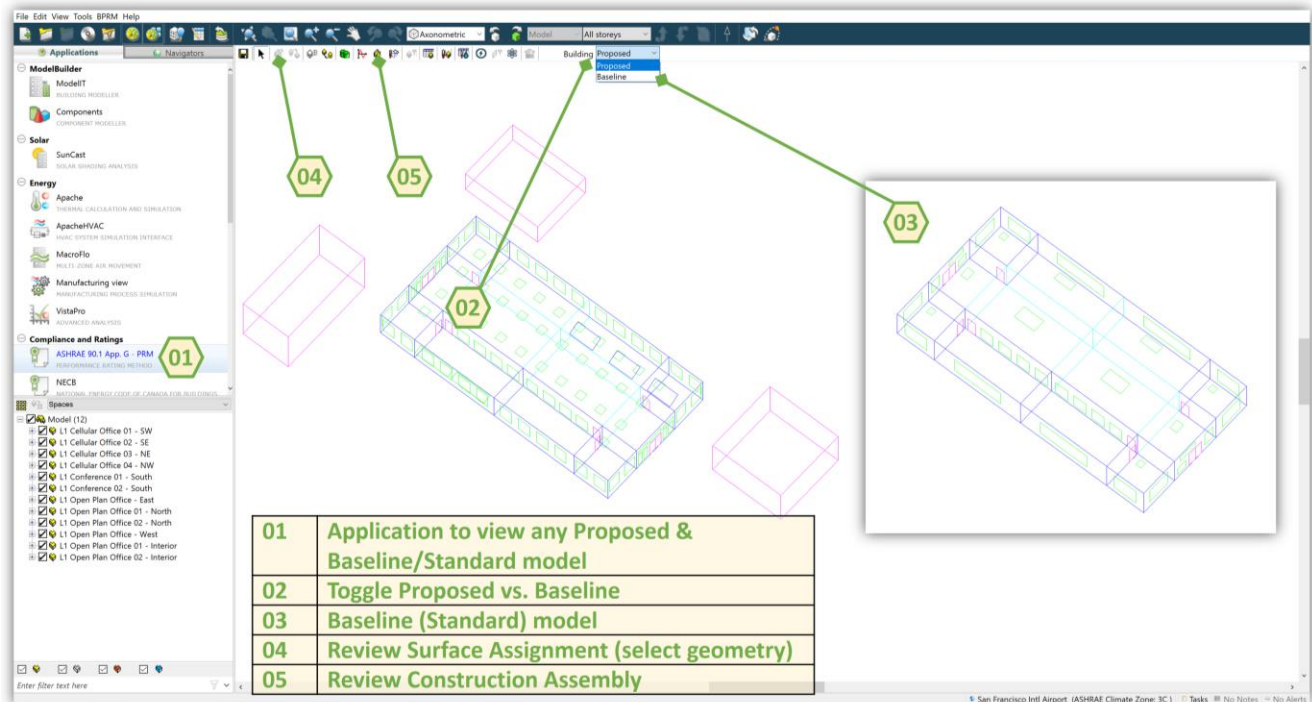 File Edit View Tools BPRM Help
Axonometric
Model
All storeys
Applications
Navigators
Building Proposed
Proposed
Baseline
ModelBuilder
ModelIT
BUILDING MODELLER
Components
COMPONENT MODELLER
Solar
SunCast
SOLAR SHADING ANALYSIS
Energy
Apache
THERMAL CALCULATION AND SIMULATION
ApacheHVAC
HVAC SYSTEM SIMULATION INTERFACE
MacroFlo
MULTI-ZONE AIR MOVEMENT
Manufacturing view
MANUFACTURING PROCESS SIMULATION
VistaPro
ADVANCED ANALYSIS
Compliance and Ratings
ASHRAE 90.1 App. G - PRM
PERFORMANCE RATING METHOD
NECB
NATIONAL ENERGY CODE OF CANADA FOR BUILDINGS
Spaces
Model (12)
L1 Cellular Office 01 - SW
L1 Cellular Office 02 - SE
L1 Cellular Office 03 - NE
L1 Cellular Office 04 - NW
L1 Conference 01 - South
L1 Conference 02 - South
L1 Open Plan Office - East
L1 Open Plan Office 01 - North
L1 Open Plan Office 02 - North
L1 Open Plan Office - West
L1 Open Plan Office 01 - Interior
L1 Open Plan Office 02 - Interior
Enter filter text here
04
05
02
03
01
01 Application to view any Proposed &
Baseline/Standard model
02 Toggle Proposed vs. Baseline
03 Baseline (Standard) model
04 Review Surface Assignment (select geometry)
05 Review Construction Assembly
San Francisco Intl Airport (ASHRAE Climate Zone: 3C) Tasks No Notes No Alerts